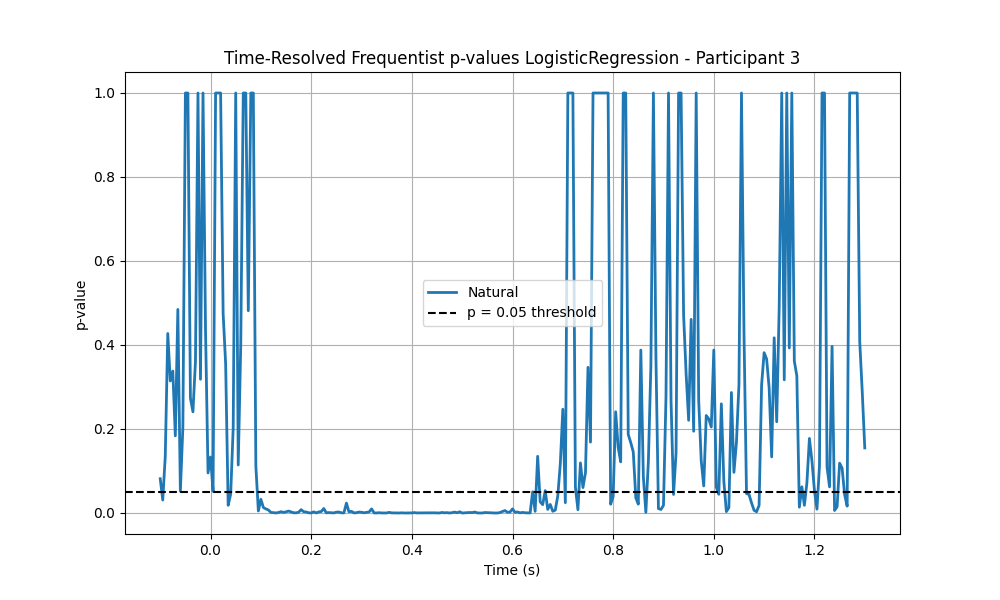 Time-Resolved Frequentist p-values LogisticRegression - Participant 3
1.0
0.8
0.6
0.4
0.2
0.0
p-value
Natural
p = 0.05 threshold
0.0 0.2 0.4 0.6 0.8 1.0 1.2
Time (s)